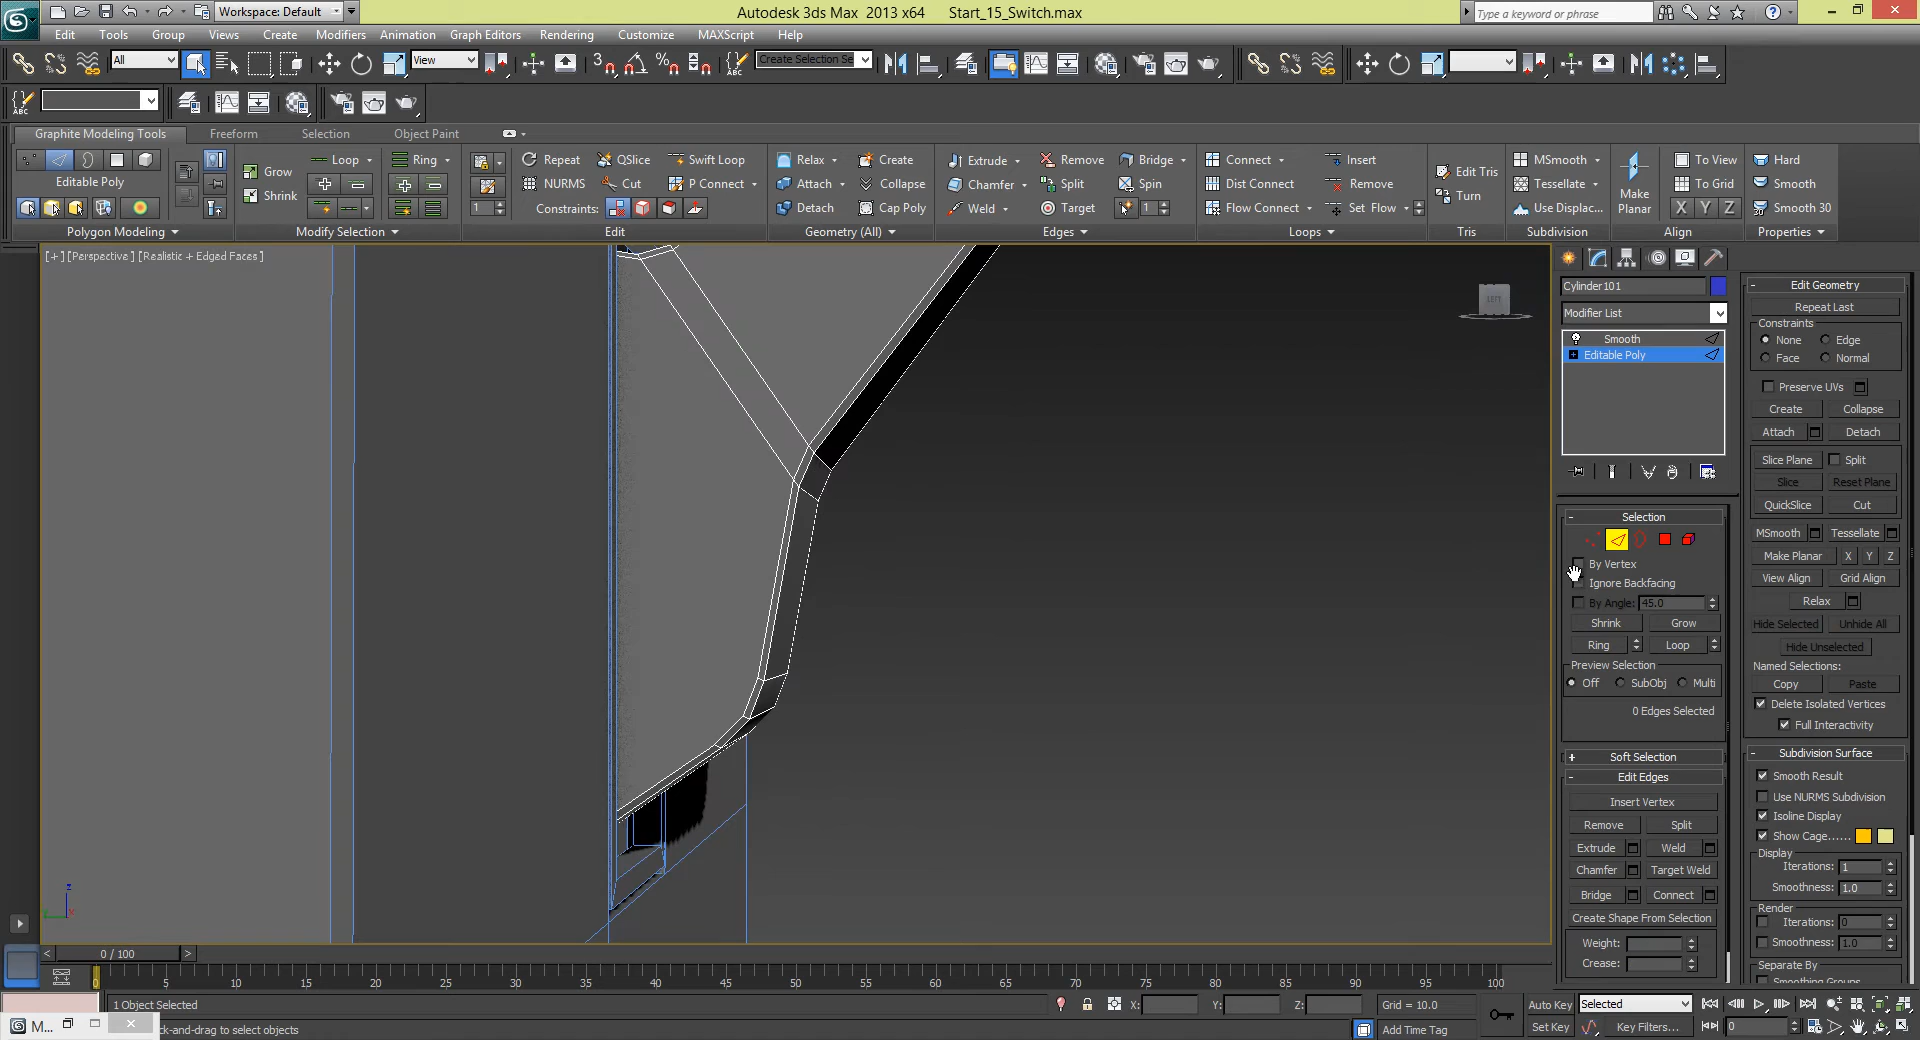 Workspace: Default
Autodesk 3ds Max 2013 x64 Start_15_Switch.max
Type a keyword or phrase
Edit Tools Group Views Create Modifiers Animation Graph Editors Rendering Customize MAXScript Help
All View Create Selection Se
Graphite Modeling Tools Freeform Selection Object Paint
Loop Ring Repeat QSlice Swift Loop Relax Create Extrude Remove Bridge Connect Insert MSmooth To View Hard
Editable Poly Grow NURMS Cut P Connect Attach Collapse Chamfer Split Spin Dist Connect Remove Edit Tris Tessellate Make Planar To Grid Smooth
Shrink 1 Constraints: Detach Cap Poly Weld Target 1 Flow Connect Set Flow Turn Use Displac... X Y Z Smooth 30
Polygon Modeling Modify Selection Edit Geometry (All) Edges Loops Tris Subdivision Align Properties
[+] [Perspective] [Realistic + Edged Faces]
LEFT
Cylinder101
Modifier List
Smooth
Editable Poly
Selection
By Vertex
Ignore Backfacing
By Angle: 45.0
Shrink Grow
Ring Loop
Preview Selection
Off SubObj Multi
0 Edges Selected
Soft Selection
Edit Edges
Insert Vertex
Remove Split
Extrude Weld
Chamfer Target Weld
Bridge Connect
Create Shape From Selection
Weight:
Crease:
Edit Geometry
Repeat Last
Constraints
None Edge
Face Normal
Preserve UVs
Create Collapse
Attach Detach
Slice Plane Split
Slice Reset Plane
QuickSlice Cut
MSmooth Tessellate
Make Planar X Y Z
View Align Grid Align
Relax
Hide Selected Unhide All
Hide Unselected
Named Selections:
Copy Paste
Delete Isolated Vertices
Full Interactivity
Subdivision Surface
Smooth Result
Use NURMS Subdivision
Isoline Display
Show Cage......
Display
Iterations: 1
Smoothness: 1.0
Render
Iterations: 0
Smoothness: 1.0
Separate By
Smoothing Groups
z
x
< 0 / 100 >
0 5 10 15 20 25 30 35 40 45 50 55 60 65 70 75 80 85 90 95 100
1 Object Selected X: Y: Z: Grid = 10.0 Auto Key Selected
M... ck-and-drag to select objects Add Time Tag Set Key Key Filters... 0